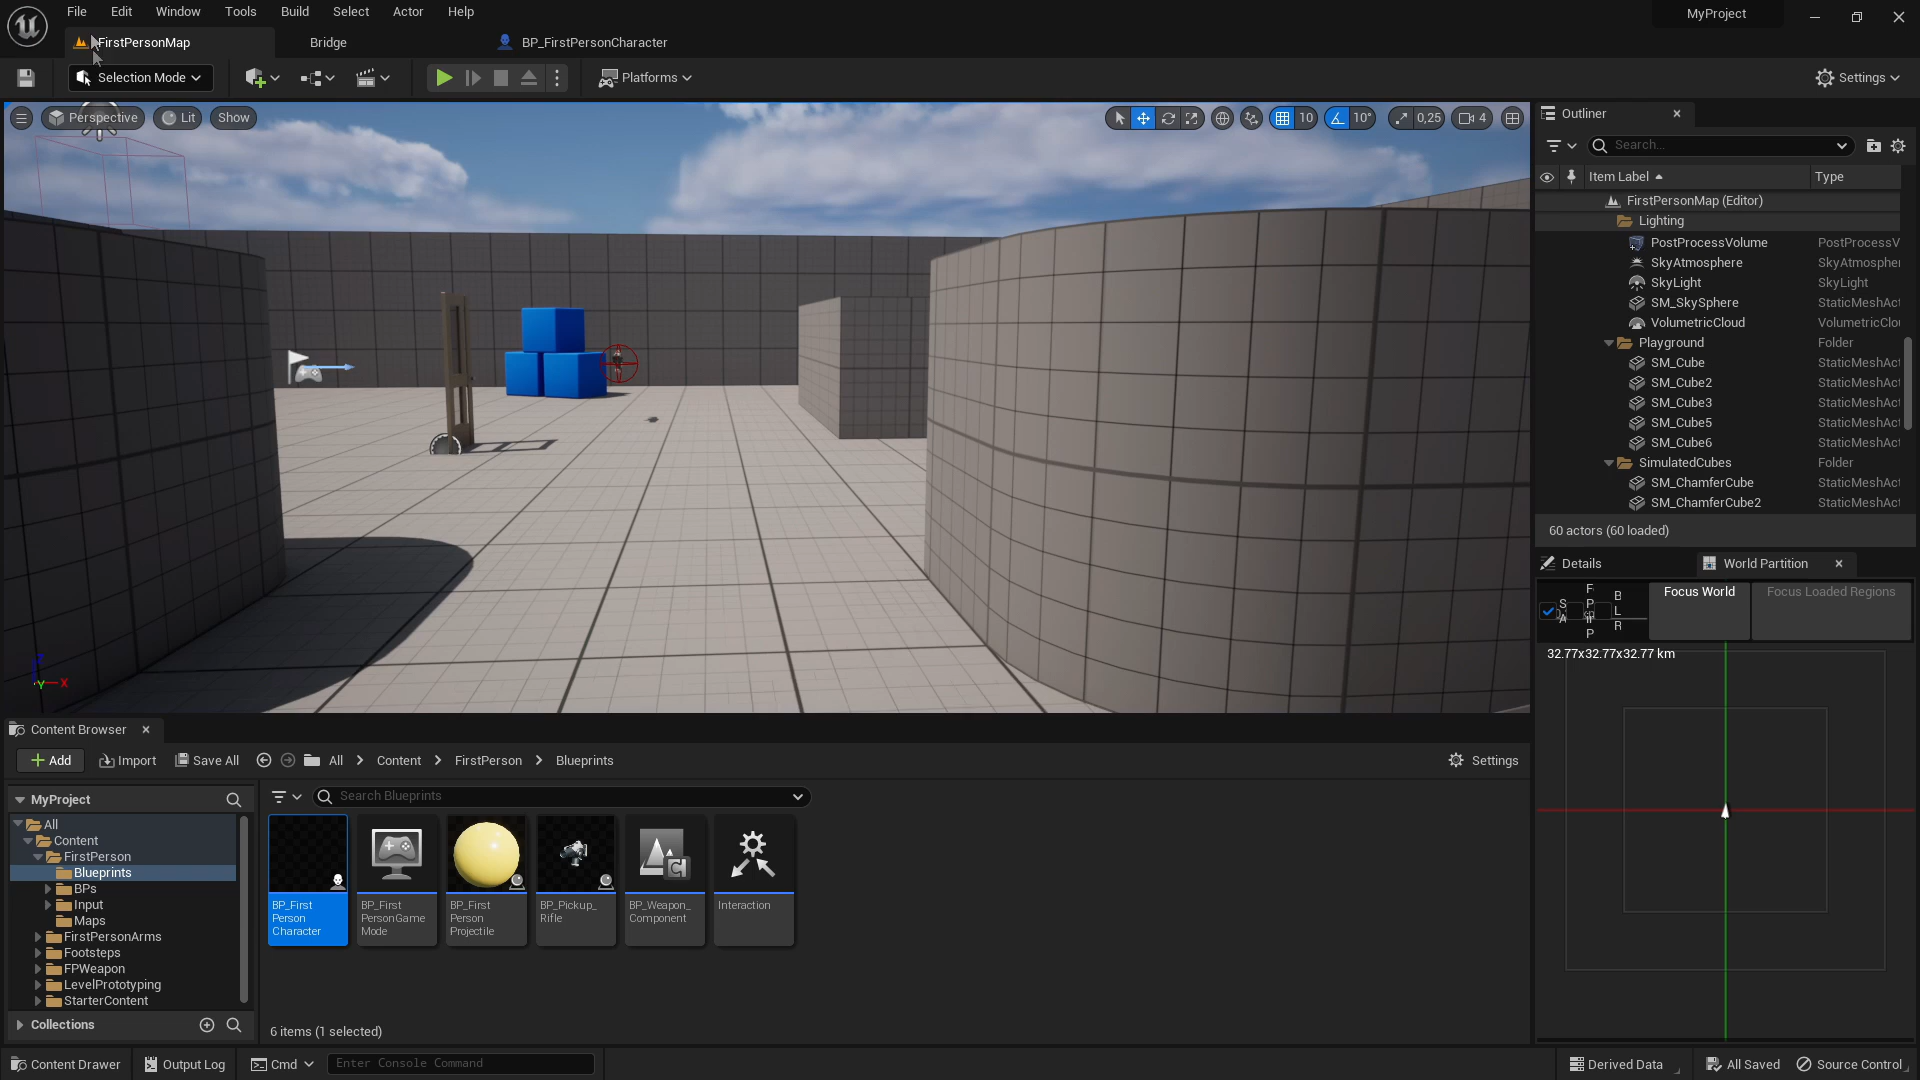 File
Edit
Window
Tools
Build
Select
Actor
Help
MyProject
FirstPersonMap
Bridge
BP_FirstPersonCharacter
Selection Mode
Platforms
Settings
Perspective
Lit
Show
10
10°
0,25
4
Outliner
Search...
Item Label
Type
FirstPersonMap (Editor)
Lighting
PostProcessVolume
PostProcessV
SkyAtmosphere
SkyAtmospher
SkyLight
SkyLight
SM_SkySphere
StaticMeshAct
VolumetricCloud
VolumetricClou
Playground
Folder
SM_Cube
StaticMeshAct
SM_Cube2
StaticMeshAct
SM_Cube3
StaticMeshAct
SM_Cube5
StaticMeshAct
SM_Cube6
StaticMeshAct
SimulatedCubes
Folder
SM_ChamferCube
StaticMeshAct
SM_ChamferCube2
StaticMeshAct
60 actors (60 loaded)
Details
World Partition
Focus World
Focus Loaded Regions
32.77x32.77x32.77 km
Z
Y
X
Content Browser
Add
Import
Save All
All
Content
FirstPerson
Blueprints
Settings
MyProject
Search Blueprints
All
Content
FirstPerson
Blueprints
BPs
Input
Maps
FirstPersonArms
Footsteps
FPWeapon
LevelPrototyping
StarterContent
BP_First
Person
Character
BP_First
PersonGame
Mode
BP_First
Person
Projectile
BP_Pickup_
Rifle
BP_Weapon_
Component
Interaction
Collections
6 items (1 selected)
Content Drawer
Output Log
Cmd
Enter Console Command
Derived Data
All Saved
Source Control